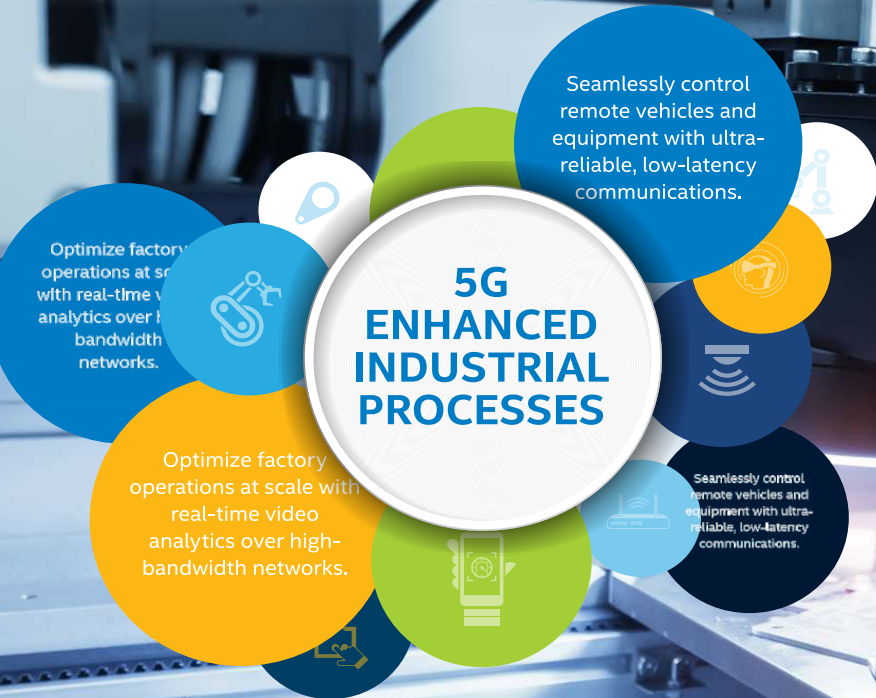 Seamlessly control
remote vehicles and
equipment with ultra-
reliable, low-latency
communications.
Optimize factory
operations at
with real-time
analytics over
bandwidth
networks.
5G
ENHANCED
INDUSTRIAL
PROCESSES
Optimize factory
operations at scale with
real-time video
analytics over high-
bandwidth networks.
Seamlessly control
remote vehicles and
equipment with ultra-
reliable, low-latency
communications.